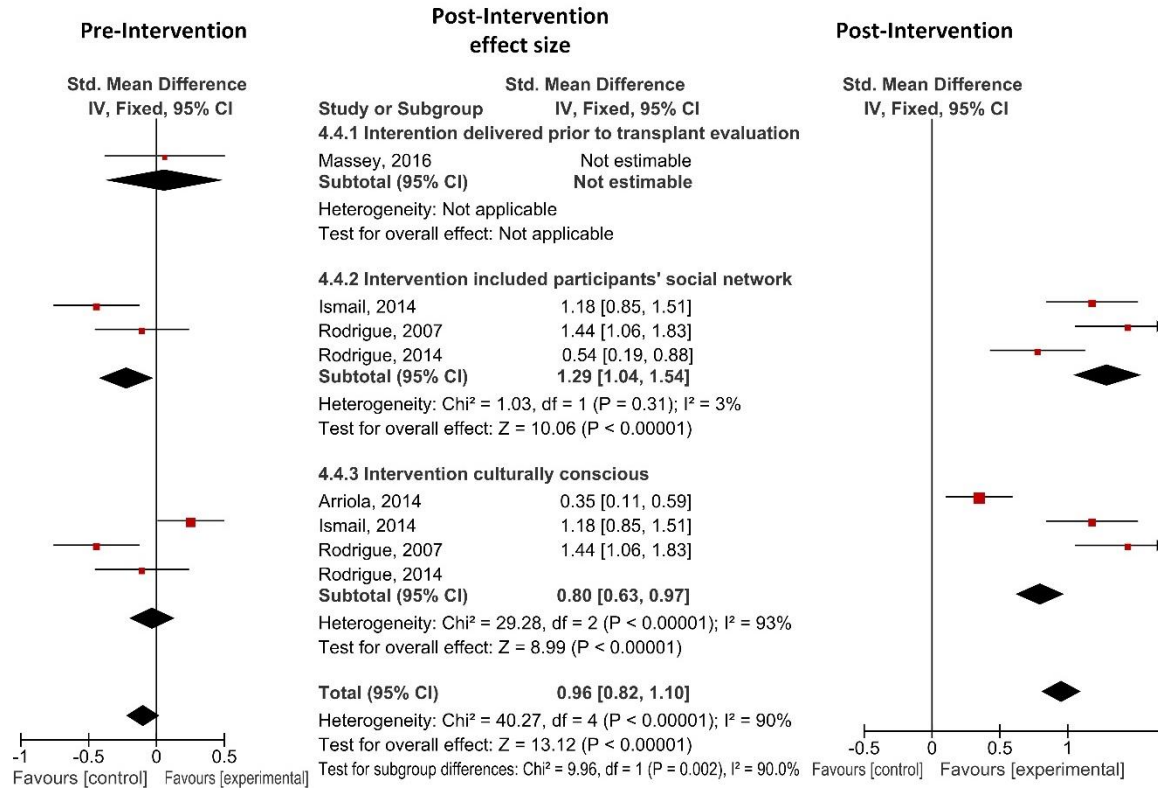 Pre-Intervention
Post-Intervention
effect size
Post-Intervention
Std. Mean Difference
IV, Fixed, 95% CI
Std. Mean Difference
Study or Subgroup IV, Fixed, 95% CI
Std. Mean Difference
IV, Fixed, 95% CI
4.4.1 Interention delivered prior to transplant evaluation
Massey, 2016 Not estimable
Subtotal (95% CI) Not estimable
Heterogeneity: Not applicable
Test for overall effect: Not applicable
4.4.2 Intervention included participants' social network
Ismail, 2014 1.18 [0.85, 1.51]
Rodrigue, 2007 1.44 [1.06, 1.83]
Rodrigue, 2014 0.54 [0.19, 0.88]
Subtotal (95% CI) 1.29 [1.04, 1.54]
Heterogeneity: Chi² = 1.03, df = 1 (P = 0.31); I² = 3%
Test for overall effect: Z = 10.06 (P < 0.00001)
4.4.3 Intervention culturally conscious
Arriola, 2014 0.35 [0.11, 0.59]
Ismail, 2014 1.18 [0.85, 1.51]
Rodrigue, 2007 1.44 [1.06, 1.83]
Rodrigue, 2014
Subtotal (95% CI) 0.80 [0.63, 0.97]
Heterogeneity: Chi² = 29.28, df = 2 (P < 0.00001); I² = 93%
Test for overall effect: Z = 8.99 (P < 0.00001)
Total (95% CI) 0.96 [0.82, 1.10]
Heterogeneity: Chi² = 40.27, df = 4 (P < 0.00001); I² = 90%
Test for overall effect: Z = 13.12 (P < 0.00001)
Test for subgroup differences: Chi² = 9.96, df = 1 (P = 0.002), I² = 90.0%
-1 -0.5 0 0.5
Favours [control] Favours [experimental]
-0.5 0 0.5 1
Favours [control] Favours [experimental]